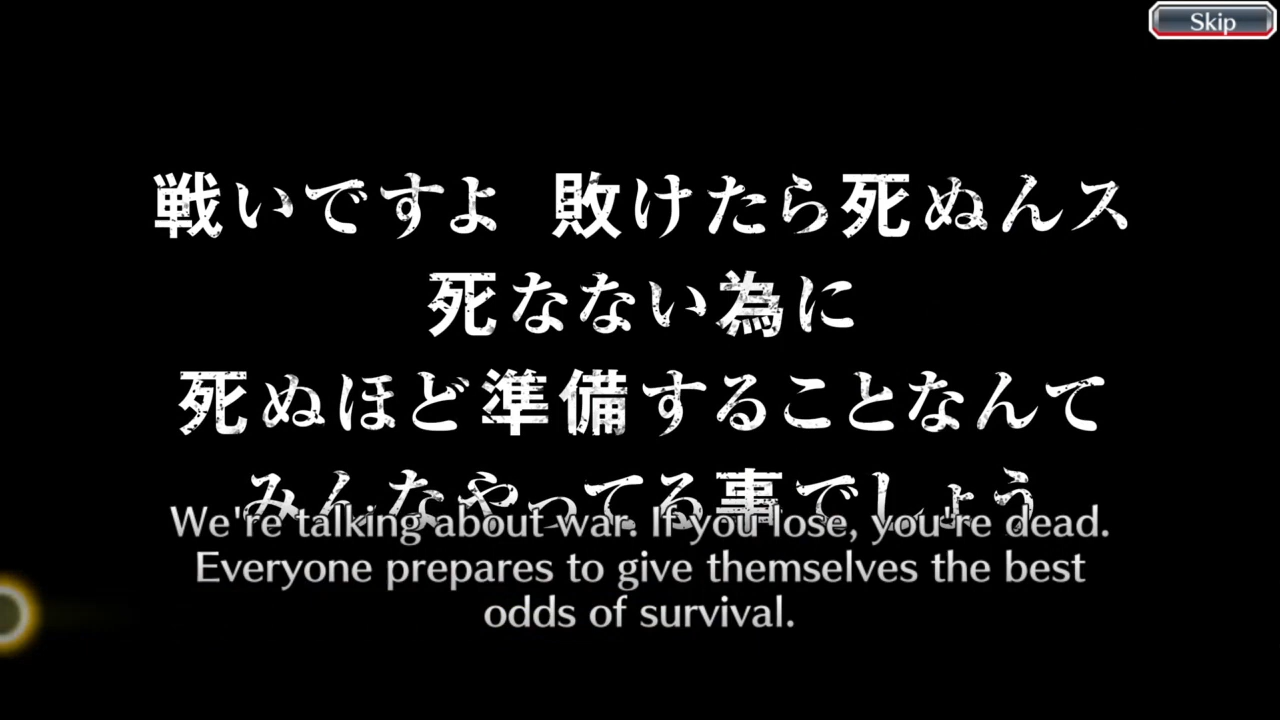 Skip
戦いですよ 敗けたら死ぬんス
死なない為に
死ぬほど準備することなんて
みんなやってる事でしょう
We're talking about war. If you lose, you're dead.
Everyone prepares to give themselves the best
odds of survival.